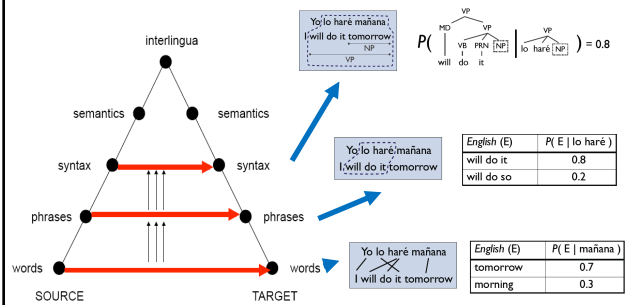 interlingua
semantics semantics
syntax syntax
phrases phrases
words words
SOURCE TARGET
Yo lo haré mañana
I will do it tomorrow
NP
VP
P( VP
MD VP
VB PRN NP
will do it
VP
lo haré NP
) = 0.8
Yo lo haré mañana
I will do it tomorrow
English (E) P( E | lo haré )
will do it 0.8
will do so 0.2
Yo lo haré mañana
I will do it tomorrow
English (E) P( E | mañana )
tomorrow 0.7
morning 0.3